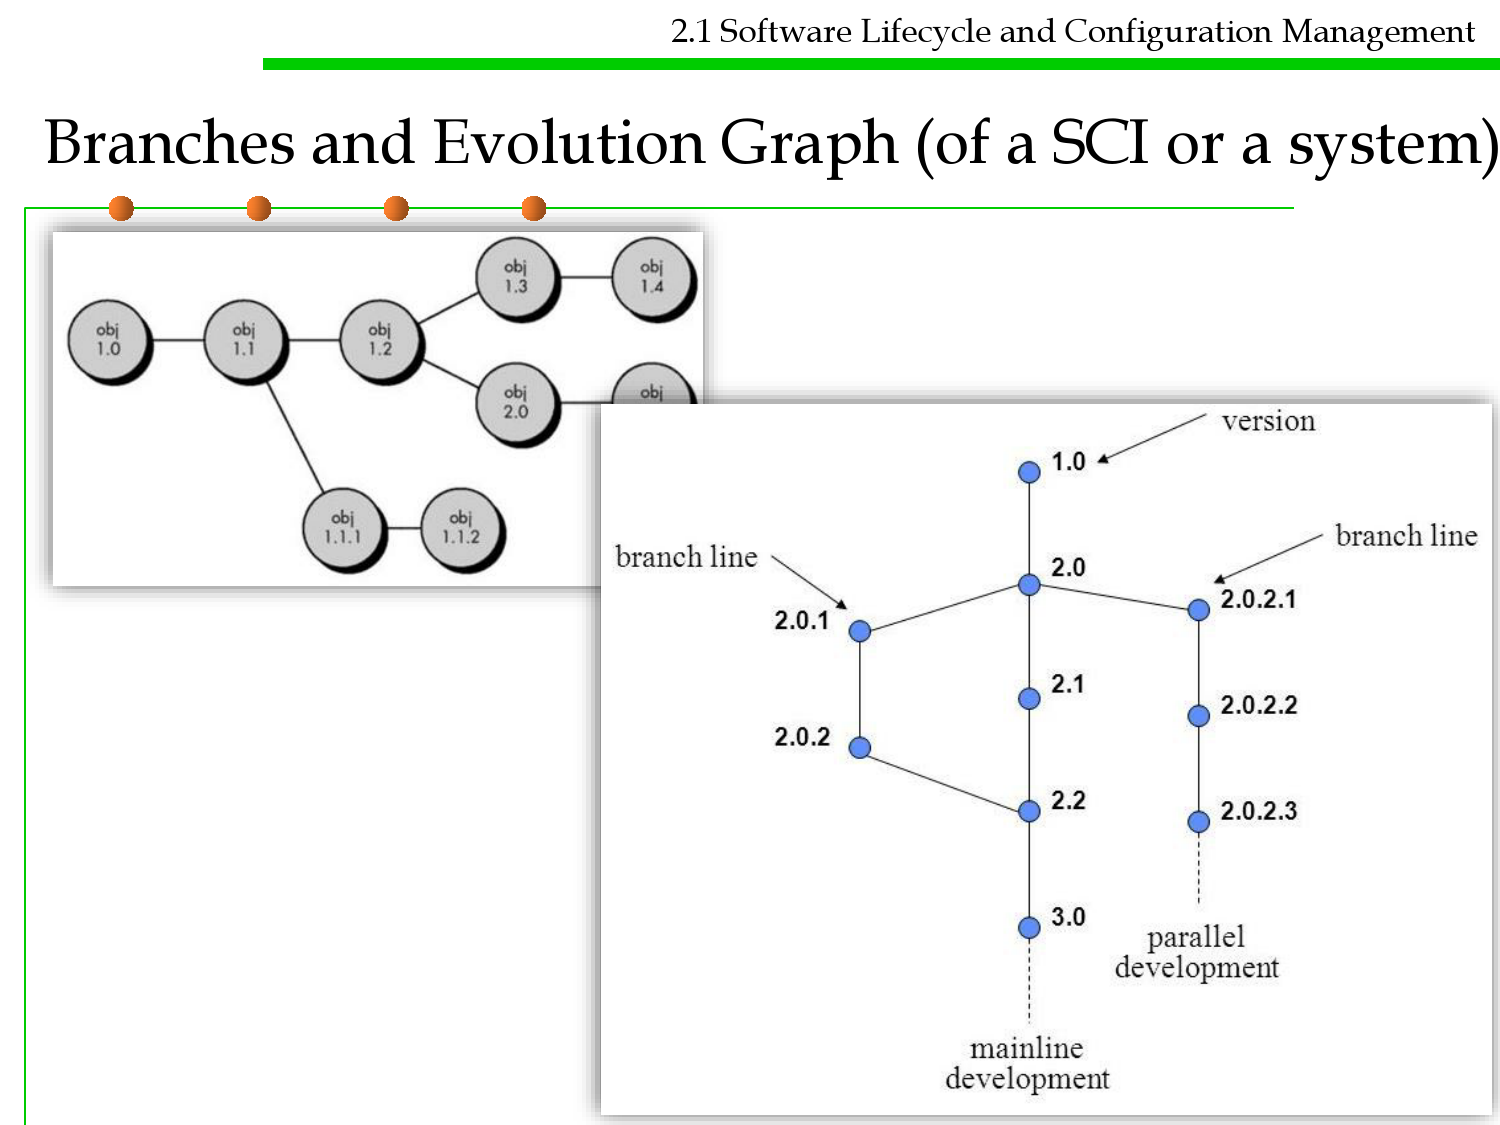 2.1 Software Lifecycle and Configuration Management
Branches and Evolution Graph (of a SCI or a system)
obj
1.3
obj
1.4
obj
1.0
obj
1.1
obj
1.2
obj
2.0
obj
obj
1.1.1
obj
1.1.2
version
1.0
branch line
branch line
2.0
2.0.1
2.0.2.1
2.1
2.0.2
2.0.2.2
2.2
2.0.2.3
3.0
parallel
development
mainline
development